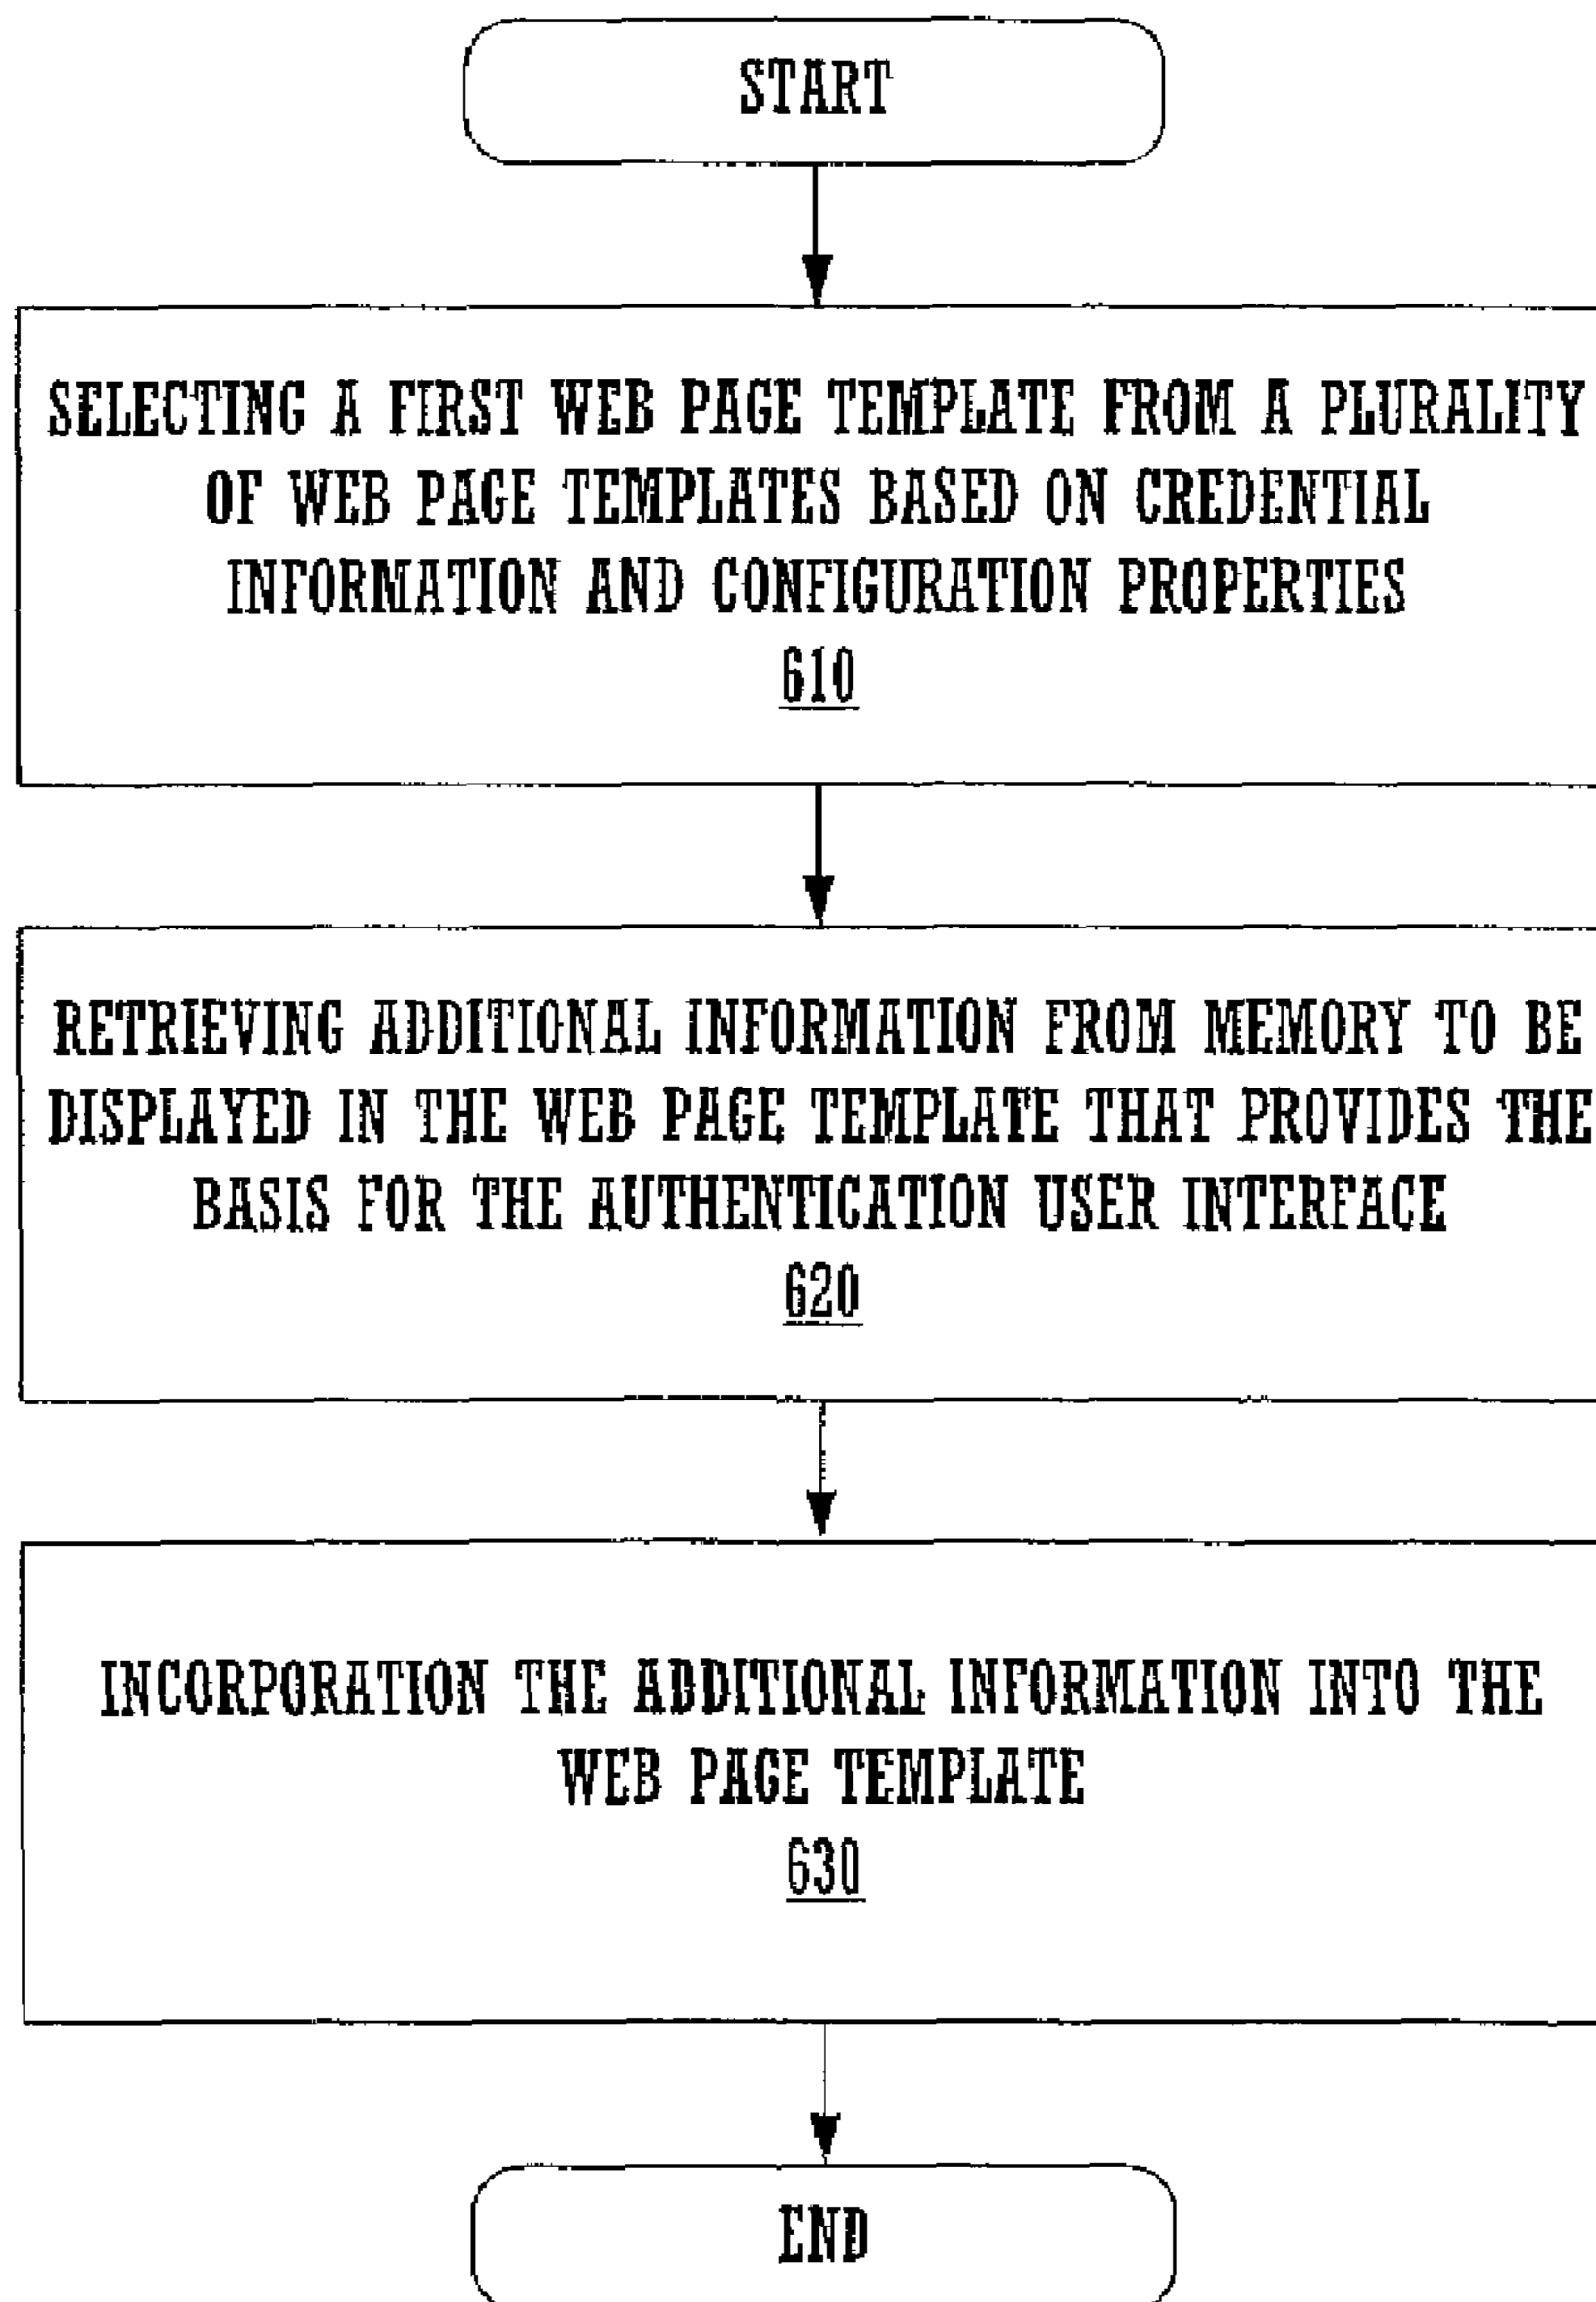 START
SELECTING A FIRST WEB PAGE TEMPLATE FROM A PLURALITY
OF WEB PAGE TEMPLATES BASED ON CREDENTIAL
INFORMATION AND CONFIGURATION PROPERTIES
610
RETRIEVING ADDITIONAL INFORMATION FROM MEMORY TO BE
DISPLAYED IN THE WEB PAGE TEMPLATE THAT PROVIDES THE
BASIS FOR THE AUTHENTICATION USER INTERFACE
620
INCORPORATION THE ADDITIONAL INFORMATION INTO THE
WEB PAGE TEMPLATE
630
END